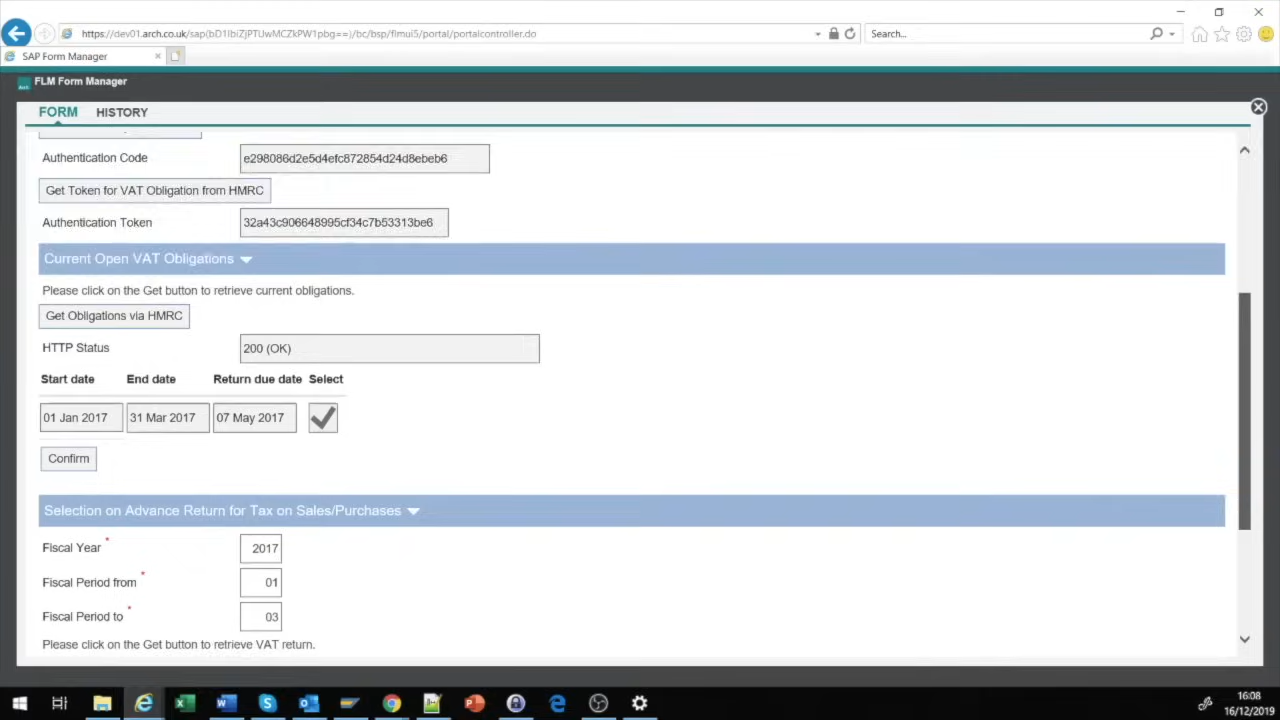 https://dev01.arch.co.uk/sap(bD1lbiZjPTUwMCZkPW1pbg==)/bc/bsp/flmui5/portal/portalcontroller.do
Search...
SAP Form Manager
FLM Form Manager
FORM HISTORY
Authentication Code e298086d2e5d4efc872854d24d8ebeb6
Get Token for VAT Obligation from HMRC
Authentication Token 32a43c906648995cf34c7b53313be6
Current Open VAT Obligations
Please click on the Get button to retrieve current obligations.
Get Obligations via HMRC
HTTP Status 200 (OK)
Start date End date Return due date Select
01 Jan 2017 31 Mar 2017 07 May 2017
Confirm
Selection on Advance Return for Tax on Sales/Purchases
Fiscal Year * 2017
Fiscal Period from * 01
Fiscal Period to * 03
Please click on the Get button to retrieve VAT return.
16:08
16/12/2019